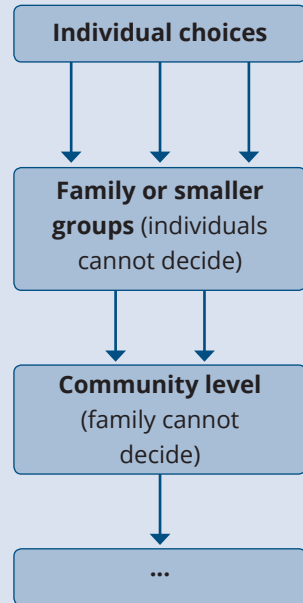 Individual choices
Family or smaller
groups (individuals
cannot decide)
Community level
(family cannot
decide)
...